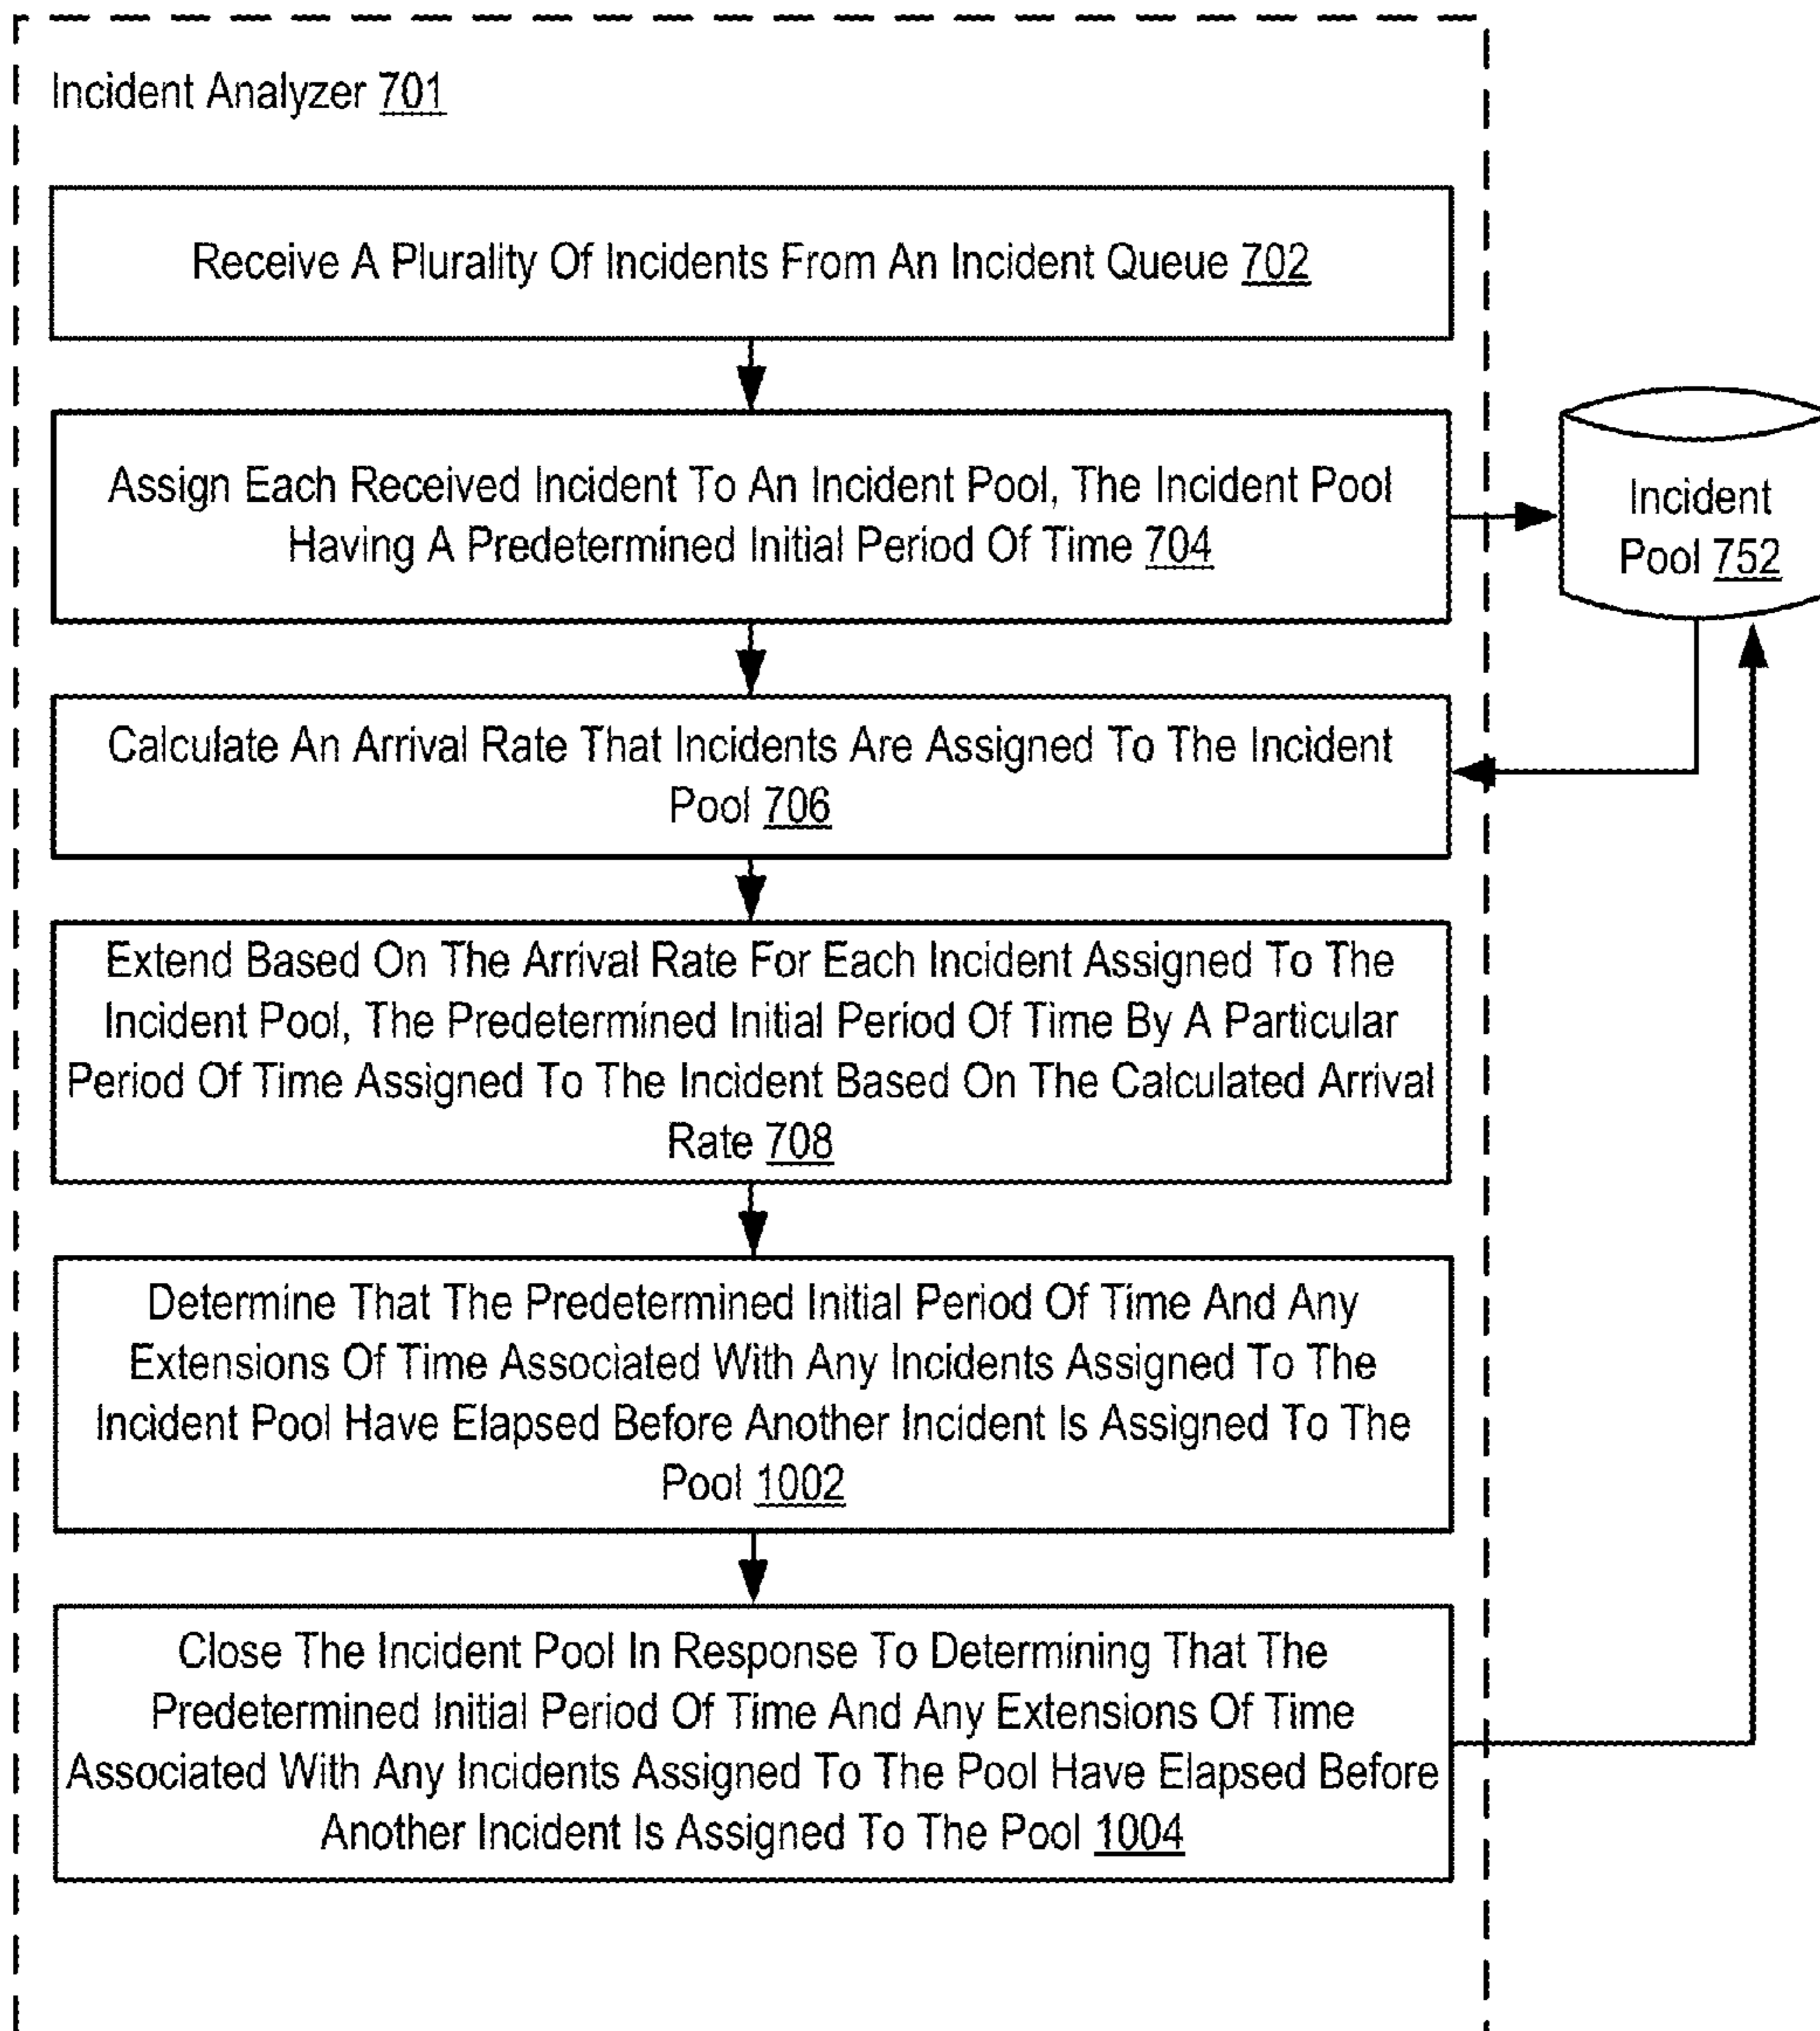 Incident Analyzer 701
Receive A Plurality Of Incidents From An Incident Queue 702
Assign Each Received Incident To An Incident Pool, The Incident Pool
Having A Predetermined Initial Period Of Time 704
Incident
Pool 752
Calculate An Arrival Rate That Incidents Are Assigned To The Incident
Pool 706
Extend Based On The Arrival Rate For Each Incident Assigned To The
Incident Pool, The Predetermined Initial Period Of Time By A Particular
Period Of Time Assigned To The Incident Based On The Calculated Arrival
Rate 708
Determine That The Predetermined Initial Period Of Time And Any
Extensions Of Time Associated With Any Incidents Assigned To The
Incident Pool Have Elapsed Before Another Incident Is Assigned To The
Pool 1002
Close The Incident Pool In Response To Determining That The
Predetermined Initial Period Of Time And Any Extensions Of Time
Associated With Any Incidents Assigned To The Pool Have Elapsed Before
Another Incident Is Assigned To The Pool 1004